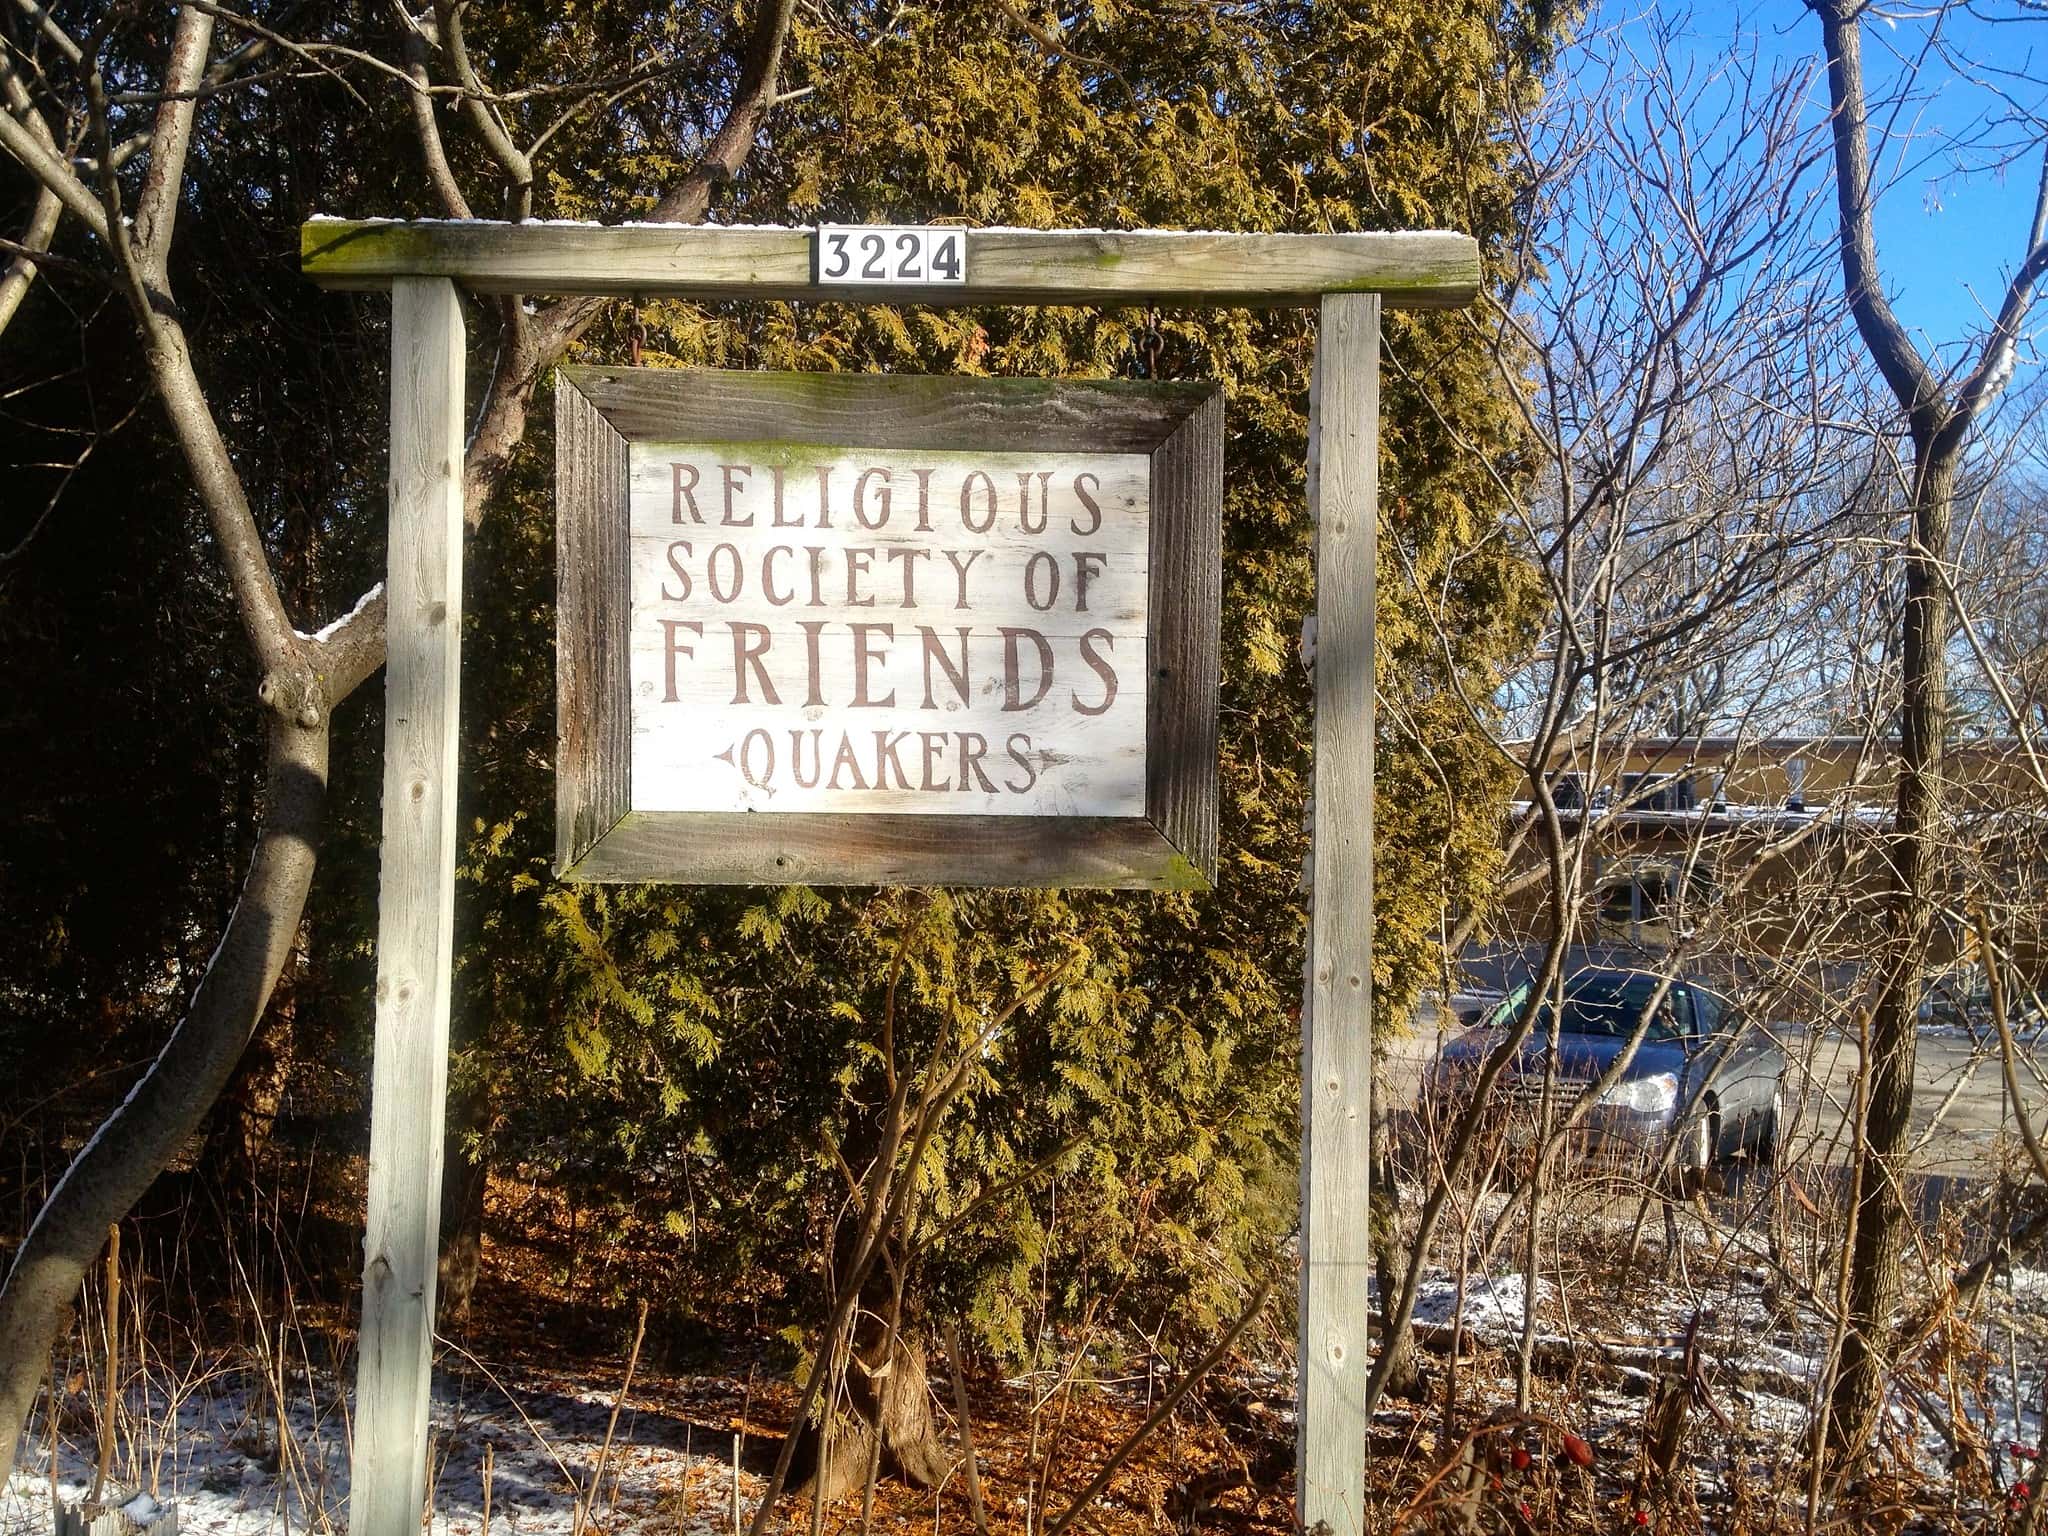 3224
RELIGIOUS
SOCIETY OF
FRIENDS
QUAKERS